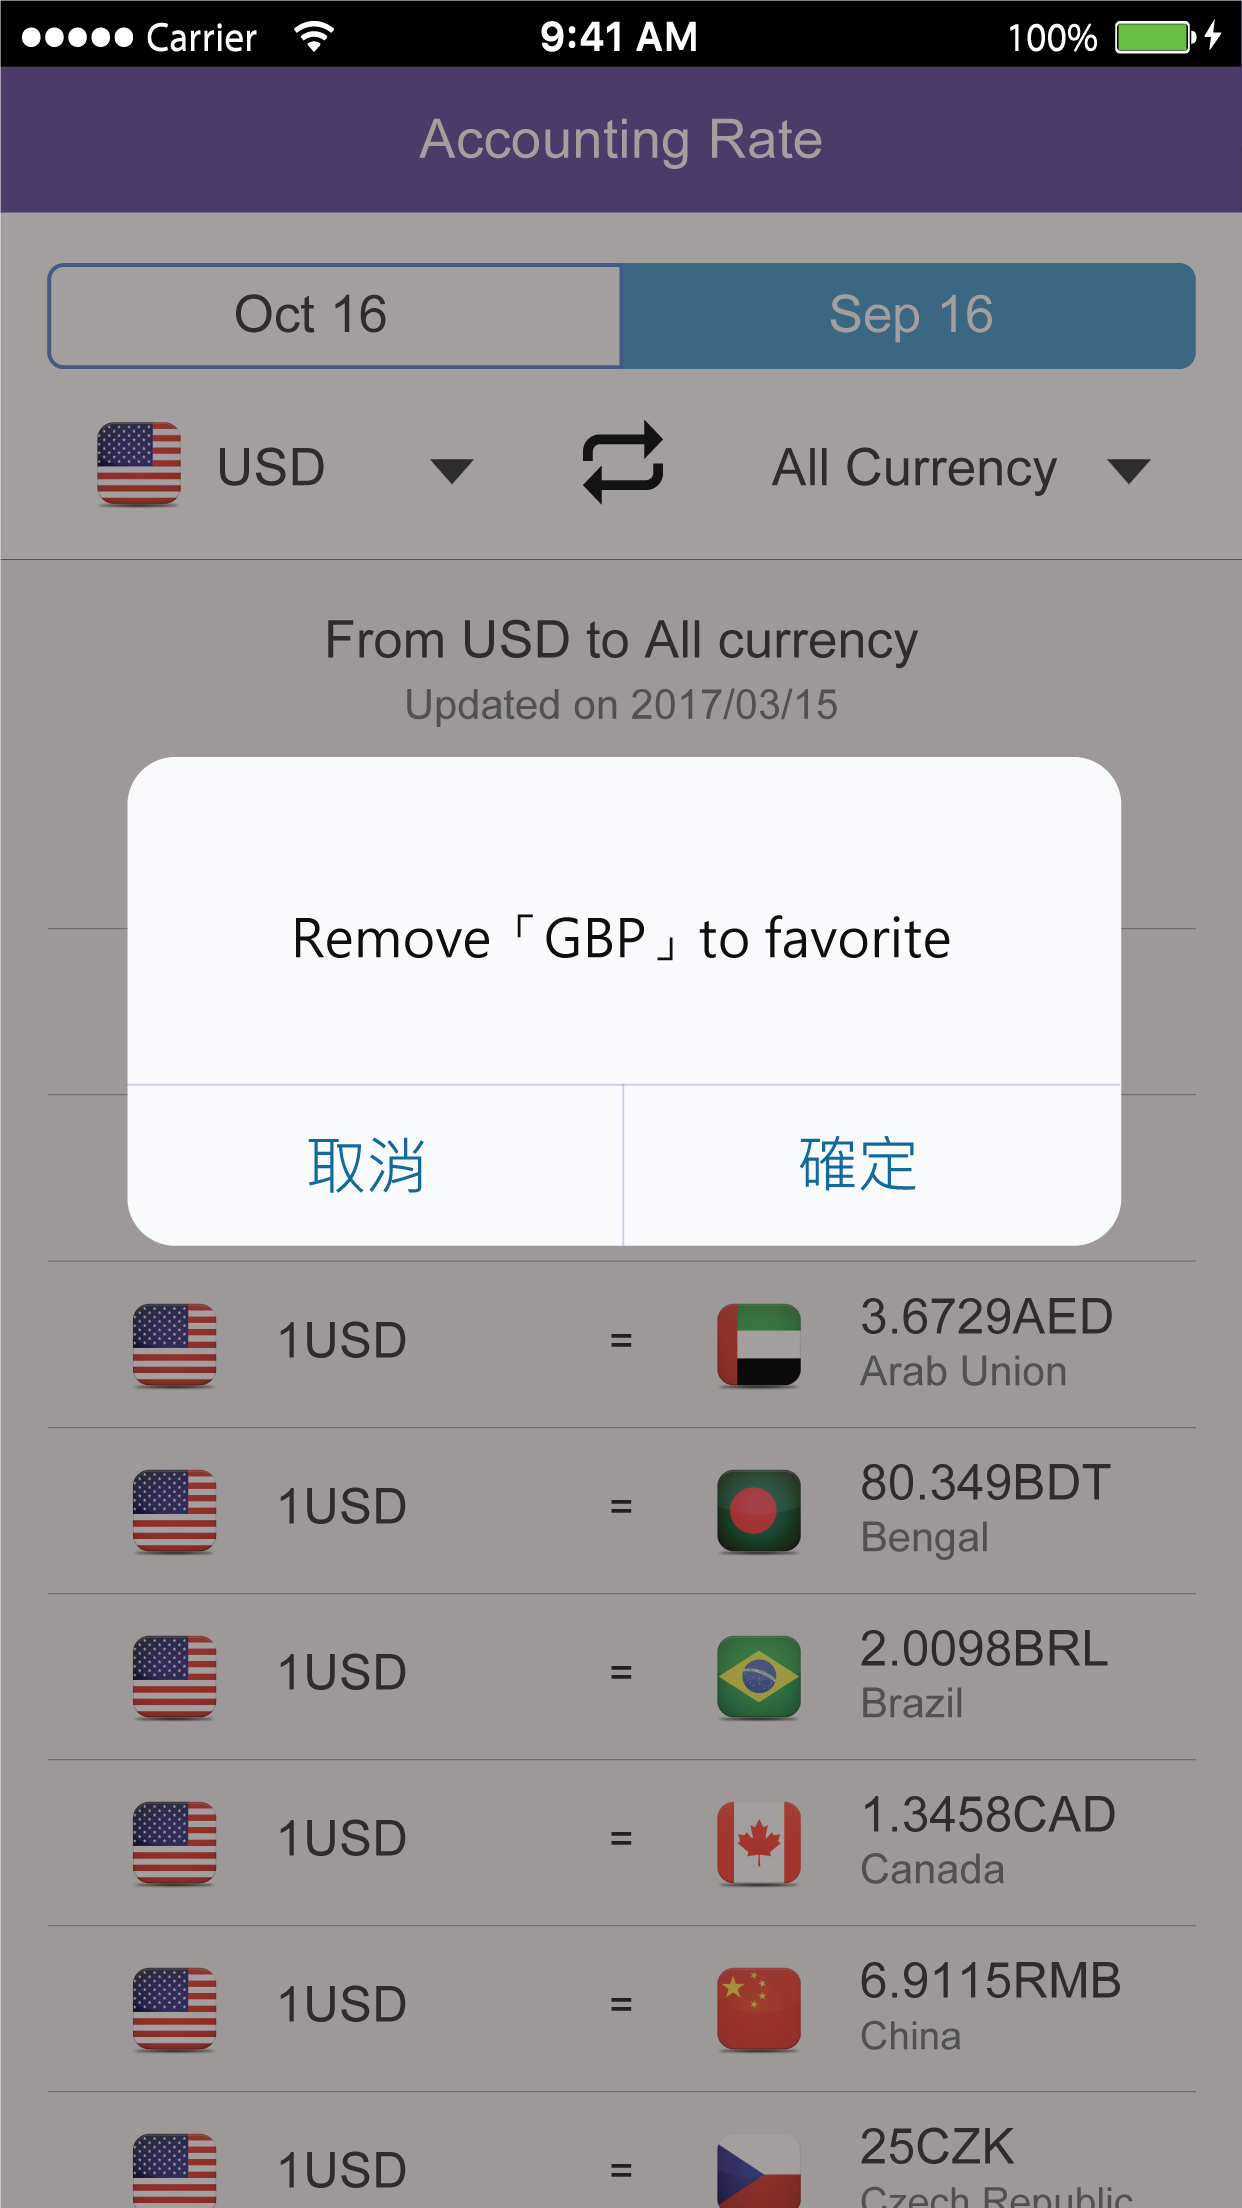 Carrier 9:41 AM 100%
Accounting Rate
Oct 16 Sep 16
USD All Currency
From USD to All currency
Updated on 2017/03/15
Remove「GBP」to favorite
取消 確定
1USD = 3.6729AED
Arab Union
1USD = 80.349BDT
Bengal
1USD = 2.0098BRL
Brazil
1USD = 1.3458CAD
Canada
1USD = 6.9115RMB
China
1USD = 25CZK
Czech Republic